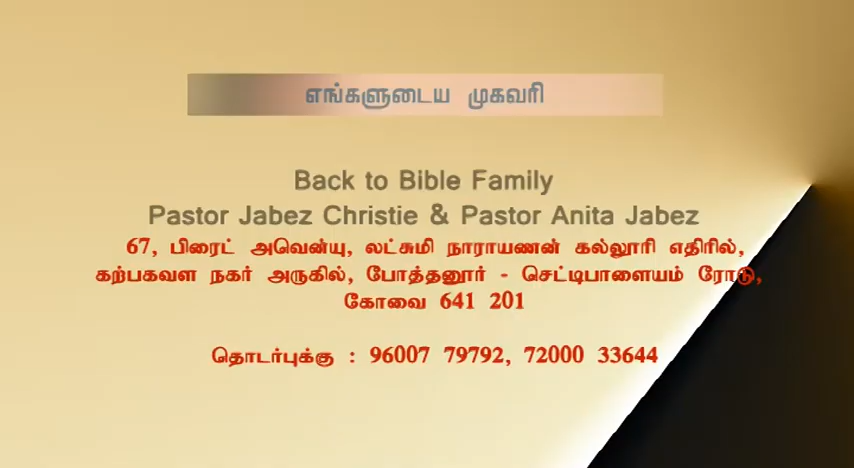 எங்களுடைய முகவரி
Back to Bible Family
Pastor Jabez Christie & Pastor Anita Jabez
67, பிரைட் அவென்யு, லட்சுமி நாராயணன் கல்லூரி எதிரில்,
கற்பகவள நகர் அருகில், போத்தனூர் - செட்டிபாளையம் ரோடு,
கோவை 641 201
தொடர்புக்கு : 96007 79792, 72000 33644